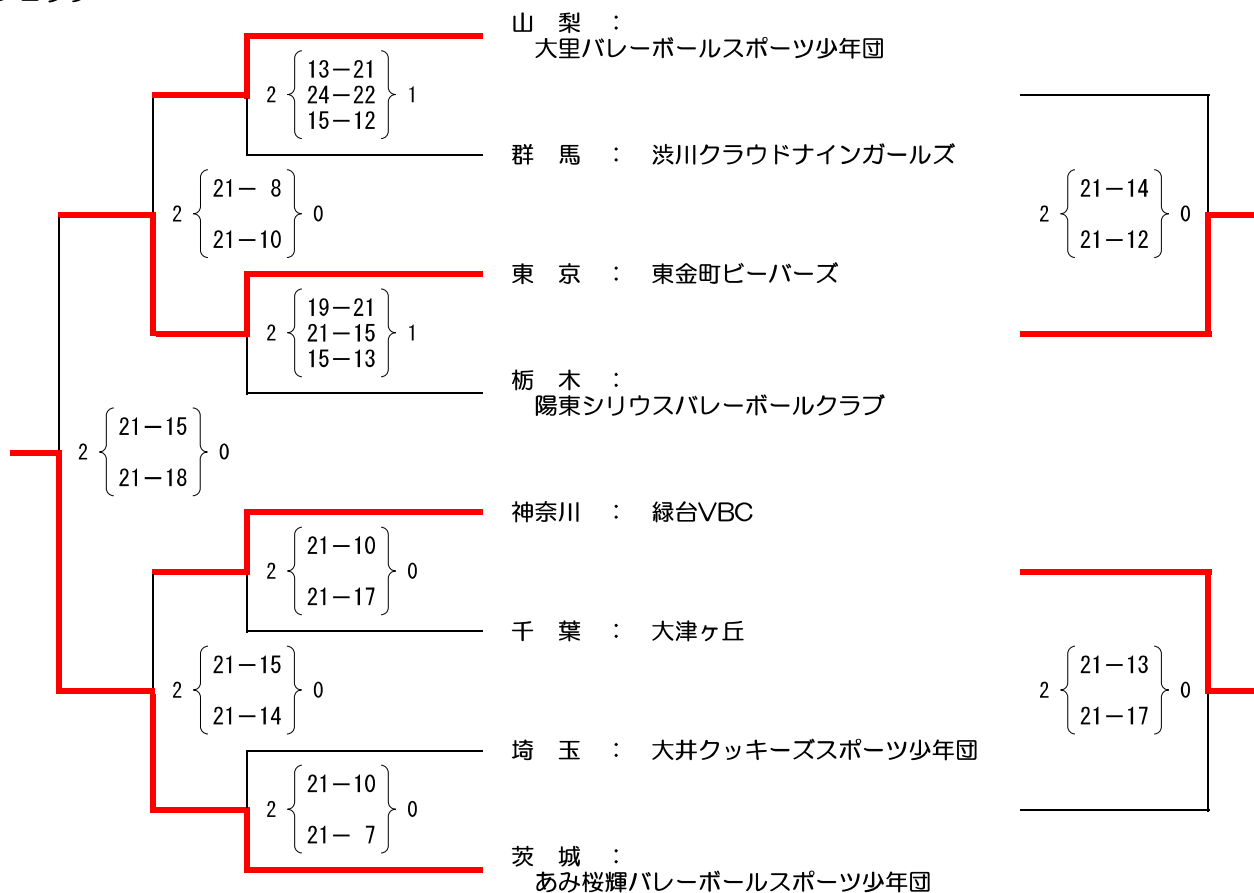 山　梨　：
大里バレーボールスポーツ少年団
2 13－21 1
24－22
15－12
群　馬　：　渋川クラウドナインガールズ
2 21－ 8 0
21－10
2 21－14 0
21－12
東　京　：　東金町ビーバーズ
2 19－21 1
21－15
15－13
栃　木　：
陽東シリウスバレーボールクラブ
2 21－15 0
21－18
神奈川　：　緑台VBC
2 21－10 0
21－17
千　葉　：　大津ヶ丘
2 21－15 0
21－14
2 21－13 0
21－17
埼　玉　：　大井クッキーズスポーツ少年団
2 21－10 0
21－ 7
茨　城　：
あみ桜輝バレーボールスポーツ少年団